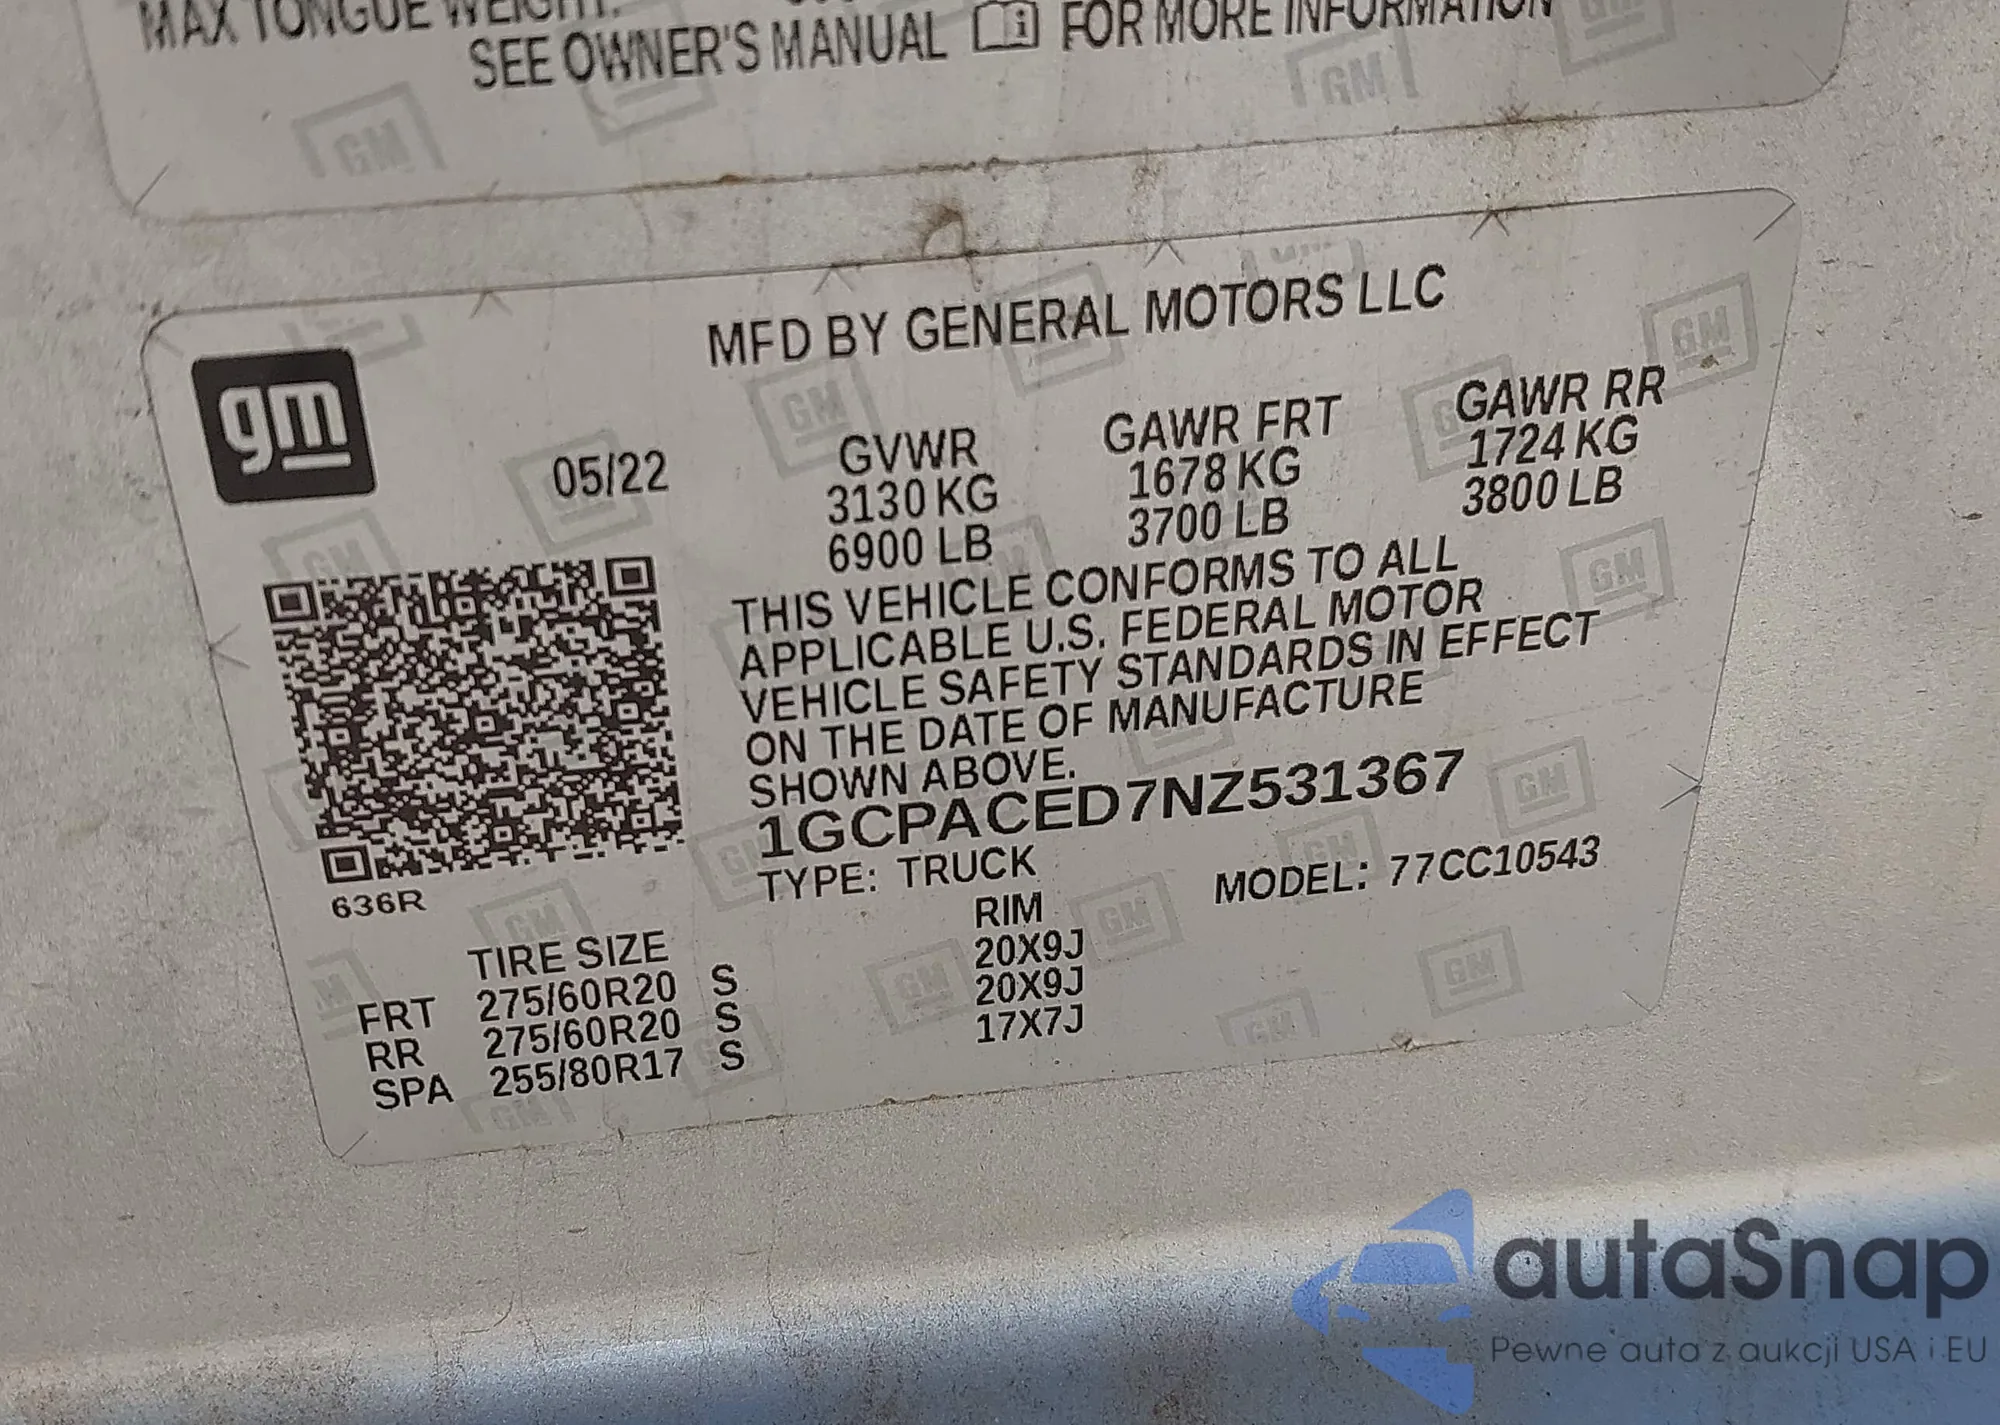 MAX TONGUE WEIGHT:
SEE OWNER'S MANUAL i FOR MORE INFORMATION
MFD BY GENERAL MOTORS LLC
gm
05/22
GVWR GAWR FRT GAWR RR
3130 KG 1678 KG 1724 KG
6900 LB 3700 LB 3800 LB
THIS VEHICLE CONFORMS TO ALL
APPLICABLE U.S. FEDERAL MOTOR
VEHICLE SAFETY STANDARDS IN EFFECT
ON THE DATE OF MANUFACTURE
SHOWN ABOVE.
1GCPACED7NZ531367
TYPE: TRUCK MODEL: 77CC10543
636R
TIRE SIZE RIM
FRT 275/60R20 S 20X9J
RR 275/60R20 S 20X9J
SPA 255/80R17 S 17X7J
autaSnap
Pewne auta z aukcji USA i EU